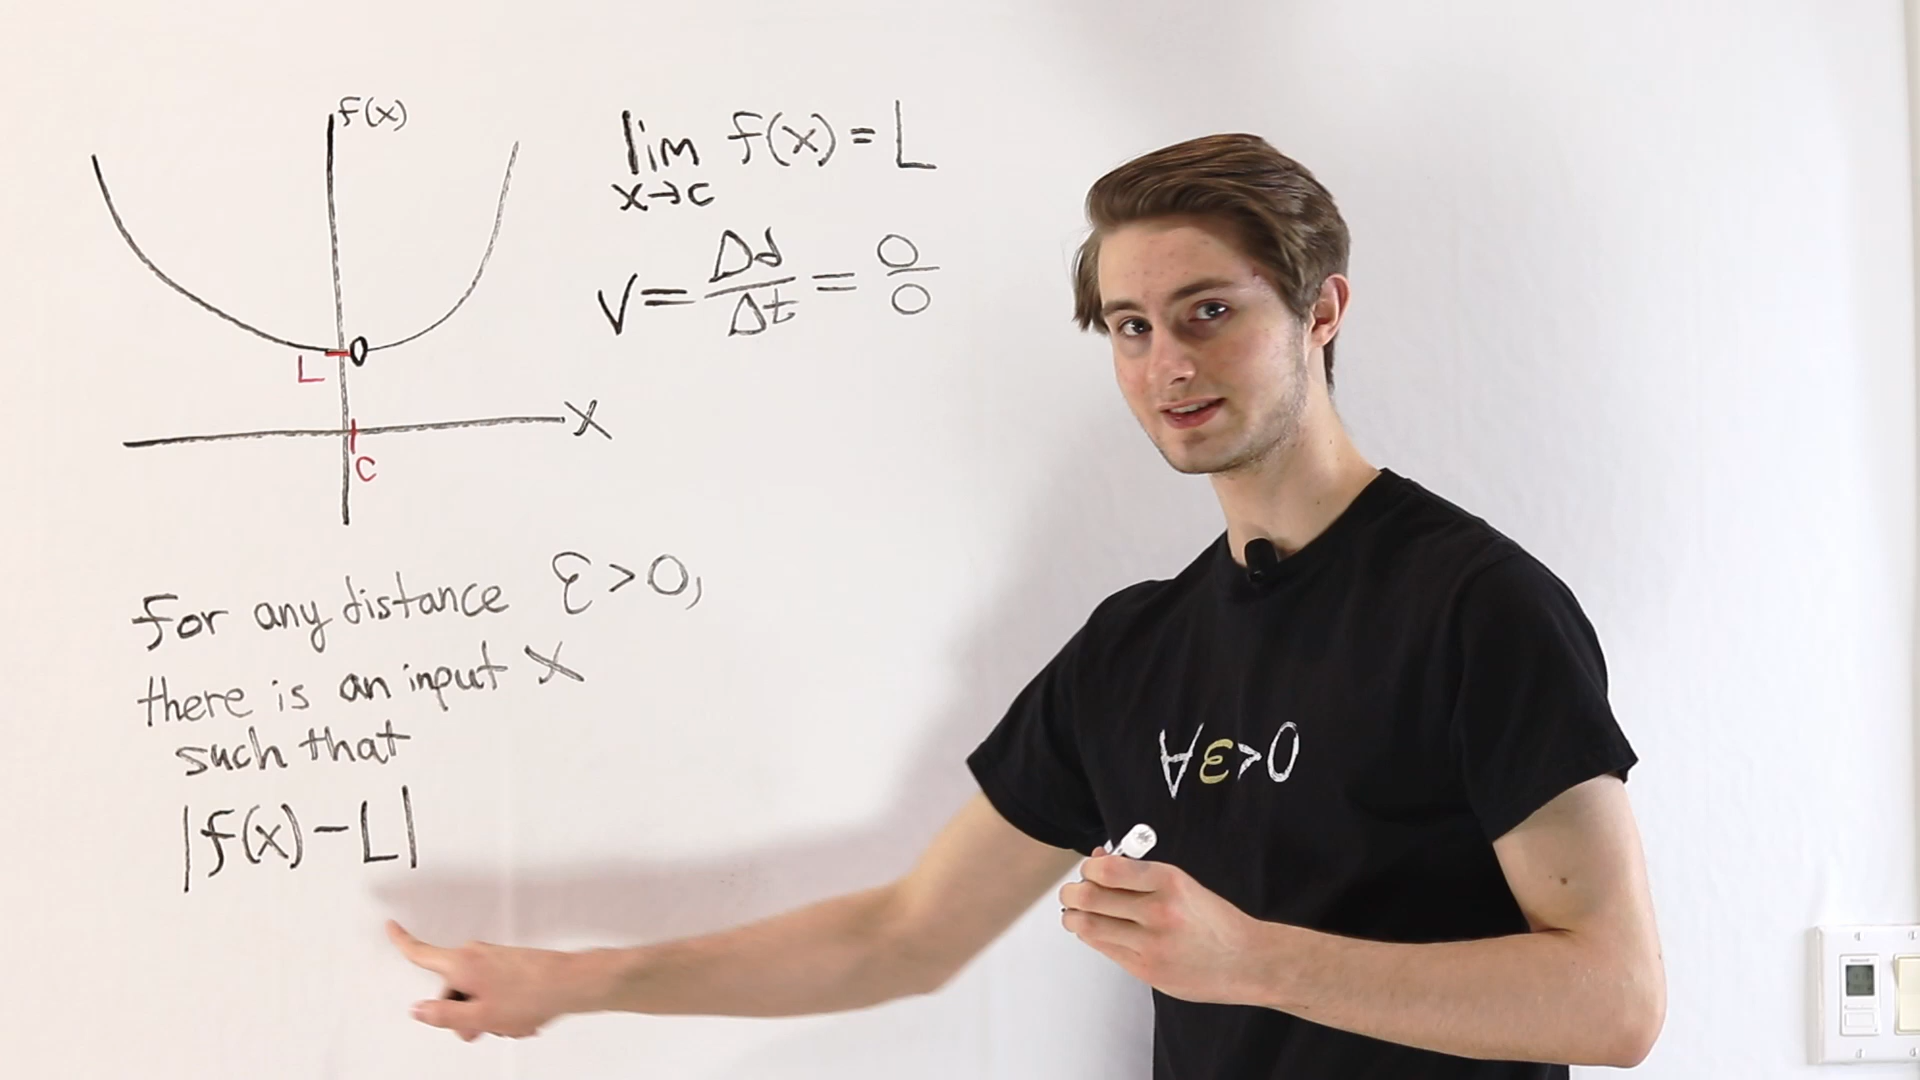 f(x)
L
C
X
lim f(x) = L
x→c
V = Δd/Δt = 0/0
For any distance ε > 0,
there is an input X
such that
|f(x) - L|
∀ε>0